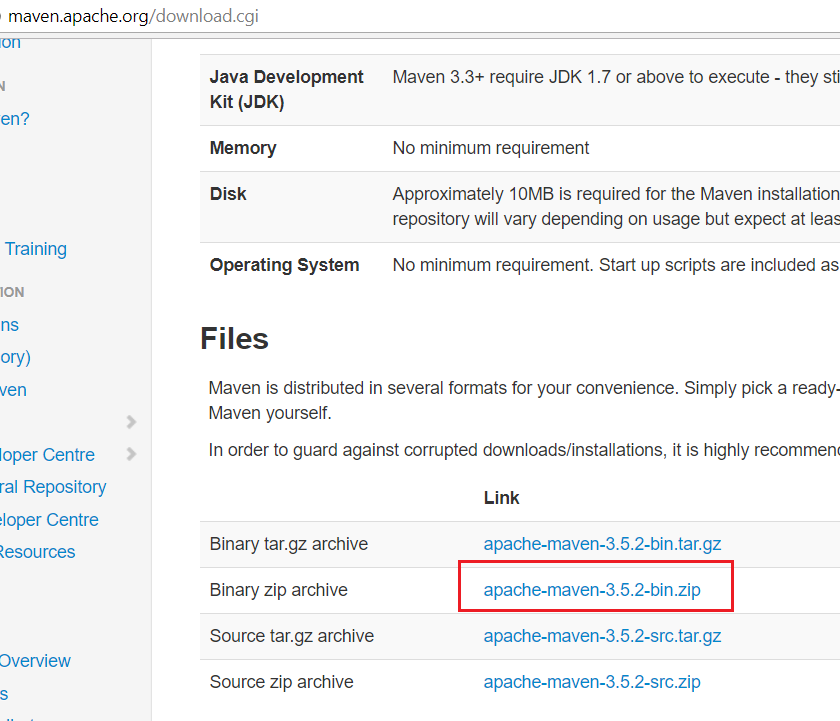 maven.apache.org/download.cgi
ion
N
en?
Training
ION
ns
ory)
ven
loper Centre
ral Repository
eloper Centre
Resources
Overview
s
Java Development Maven 3.3+ require JDK 1.7 or above to execute - they sti
Kit (JDK)
Memory No minimum requirement
Disk Approximately 10MB is required for the Maven installation
repository will vary depending on usage but expect at leas
Operating System No minimum requirement. Start up scripts are included as
Files
Maven is distributed in several formats for your convenience. Simply pick a ready-
Maven yourself.
In order to guard against corrupted downloads/installations, it is highly recommend
Link
Binary tar.gz archive apache-maven-3.5.2-bin.tar.gz
Binary zip archive apache-maven-3.5.2-bin.zip
Source tar.gz archive apache-maven-3.5.2-src.tar.gz
Source zip archive apache-maven-3.5.2-src.zip